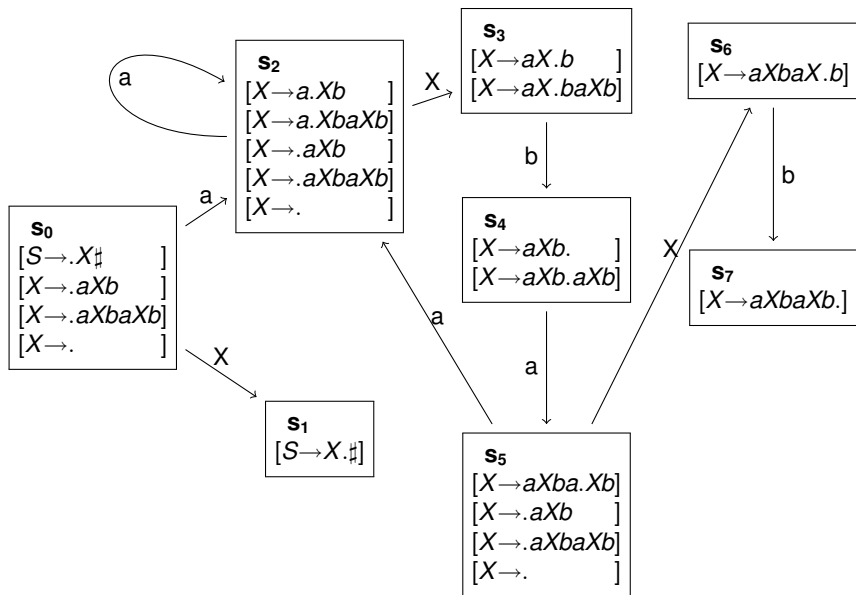 s₀
[S→.X♯ ]
[X→.aXb ]
[X→.aXbaXb]
[X→. ]
a
X
s₁
[S→X.♯]
a
s₂
[X→a.Xb ]
[X→a.XbaXb]
[X→.aXb ]
[X→.aXbaXb]
[X→. ]
X
s₃
[X→aX.b ]
[X→aX.baXb]
b
s₄
[X→aXb. ]
[X→aXb.aXb]
a
a
s₅
[X→aXba.Xb]
[X→.aXb ]
[X→.aXbaXb]
[X→. ]
X
s₆
[X→aXbaX.b]
b
s₇
[X→aXbaXb.]